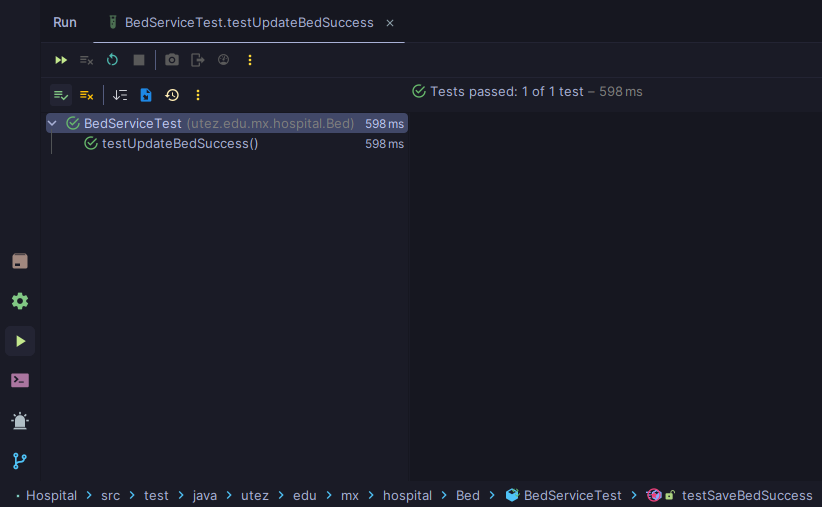 Run BedServiceTest.testUpdateBedSuccess
Tests passed: 1 of 1 test – 598 ms
BedServiceTest (utez.edu.mx.hospital.Bed) 598 ms
testUpdateBedSuccess() 598 ms
Hospital > src > test > java > utez > edu > mx > hospital > Bed > BedServiceTest > testSaveBedSuccess